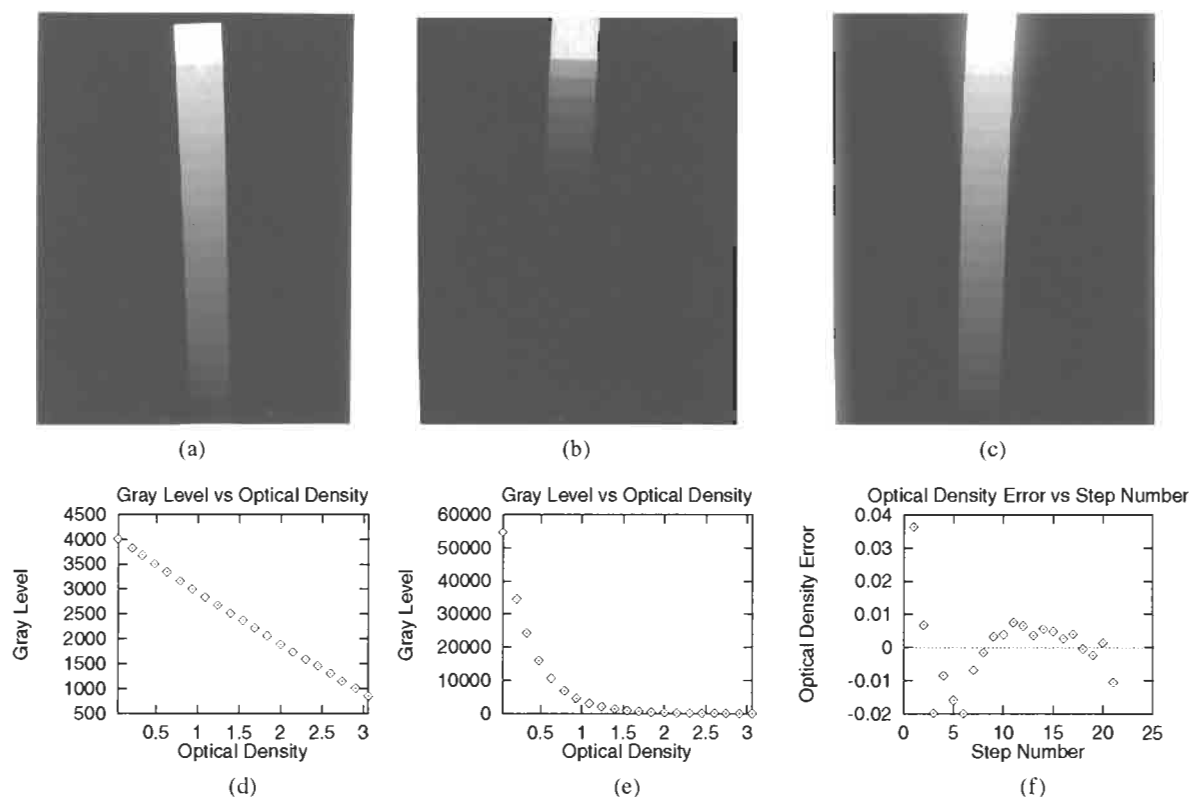 (a)
(b)
(c)
Gray Level vs Optical Density
4500
4000
3500
3000
2500
2000
1500
1000
500
0.5 1 1.5 2 2.5 3
Gray Level
Optical Density
(d)
Gray Level vs Optical Density
60000
50000
40000
30000
20000
10000
0
0.5 1 1.5 2 2.5 3
Gray Level
Optical Density
(e)
Optical Density Error vs Step Number
0.04
0.03
0.02
0.01
0
-0.01
-0.02
0 5 10 15 20 25
Optical Density Error
Step Number
(f)